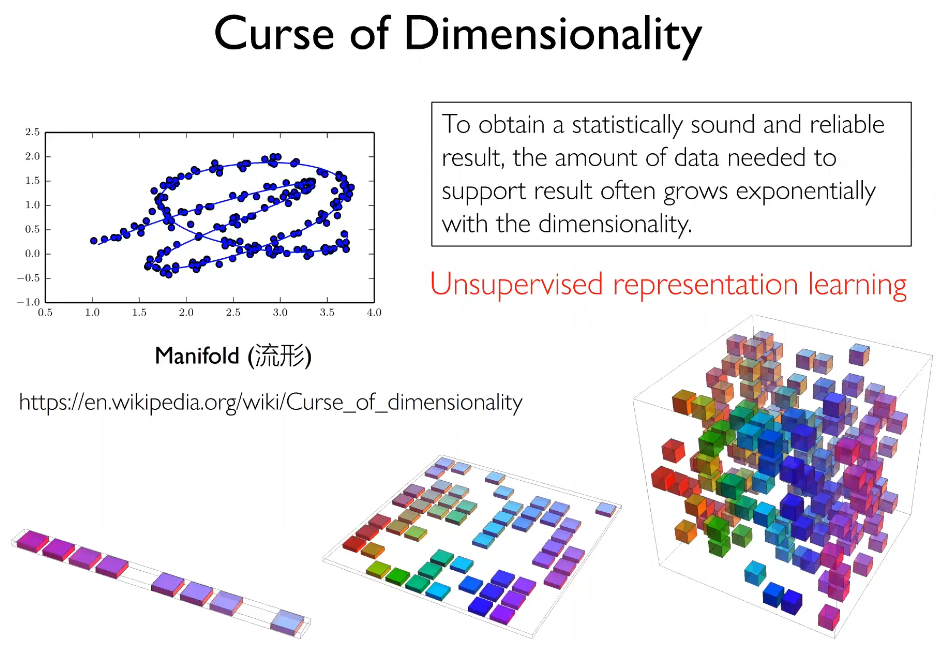 Curse of Dimensionality
To obtain a statistically sound and reliable
result, the amount of data needed to
support result often grows exponentially
with the dimensionality.
2.5
2.0
1.5
1.0
0.5
0.0
−0.5
−1.0
0.5 1.0 1.5 2.0 2.5 3.0 3.5 4.0
Unsupervised representation learning
Manifold (流形)
https://en.wikipedia.org/wiki/Curse_of_dimensionality